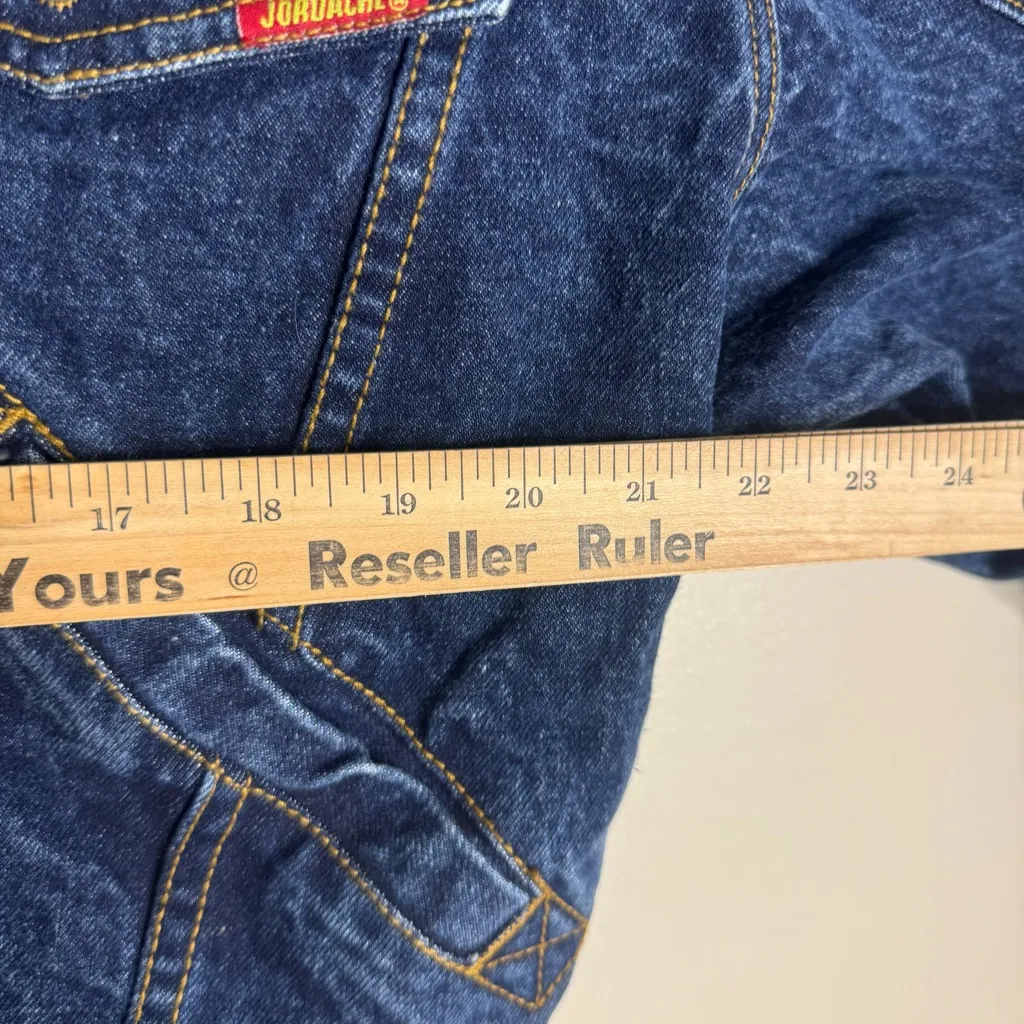 JORDACHE®
17 18 19 20 21 22 23 24
Yours @ Reseller Ruler